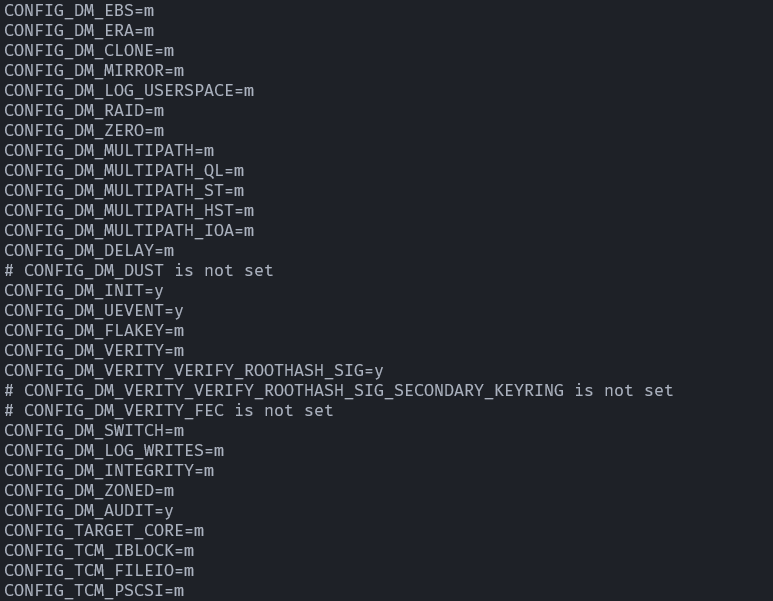 CONFIG_DM_EBS=m
CONFIG_DM_ERA=m
CONFIG_DM_CLONE=m
CONFIG_DM_MIRROR=m
CONFIG_DM_LOG_USERSPACE=m
CONFIG_DM_RAID=m
CONFIG_DM_ZERO=m
CONFIG_DM_MULTIPATH=m
CONFIG_DM_MULTIPATH_QL=m
CONFIG_DM_MULTIPATH_ST=m
CONFIG_DM_MULTIPATH_HST=m
CONFIG_DM_MULTIPATH_IOA=m
CONFIG_DM_DELAY=m
# CONFIG_DM_DUST is not set
CONFIG_DM_INIT=y
CONFIG_DM_UEVENT=y
CONFIG_DM_FLAKEY=m
CONFIG_DM_VERITY=m
CONFIG_DM_VERITY_VERIFY_ROOTHASH_SIG=y
# CONFIG_DM_VERITY_VERIFY_ROOTHASH_SIG_SECONDARY_KEYRING is not set
# CONFIG_DM_VERITY_FEC is not set
CONFIG_DM_SWITCH=m
CONFIG_DM_LOG_WRITES=m
CONFIG_DM_INTEGRITY=m
CONFIG_DM_ZONED=m
CONFIG_DM_AUDIT=y
CONFIG_TARGET_CORE=m
CONFIG_TCM_IBLOCK=m
CONFIG_TCM_FILEIO=m
CONFIG_TCM_PSCSI=m